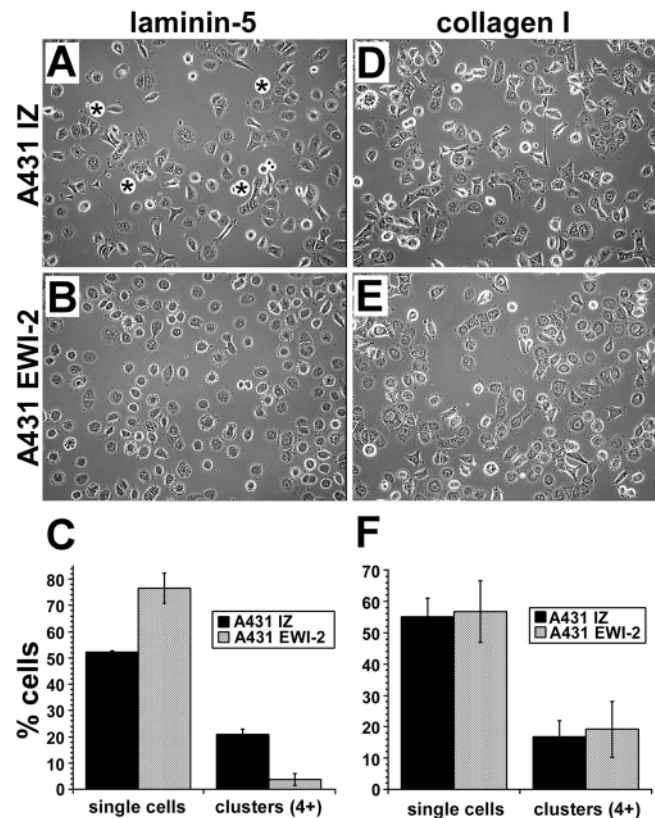 laminin-5
collagen I
A431 IZ
A
*
*
*
*
D
A431 EWI-2
B
E
C
F
% cells
80
70
60
50
40
30
20
10
0
A431 IZ
A431 EWI-2
single cells
clusters (4+)
70
60
50
40
30
20
10
0
A431 IZ
A431 EWI-2
single cells
clusters (4+)